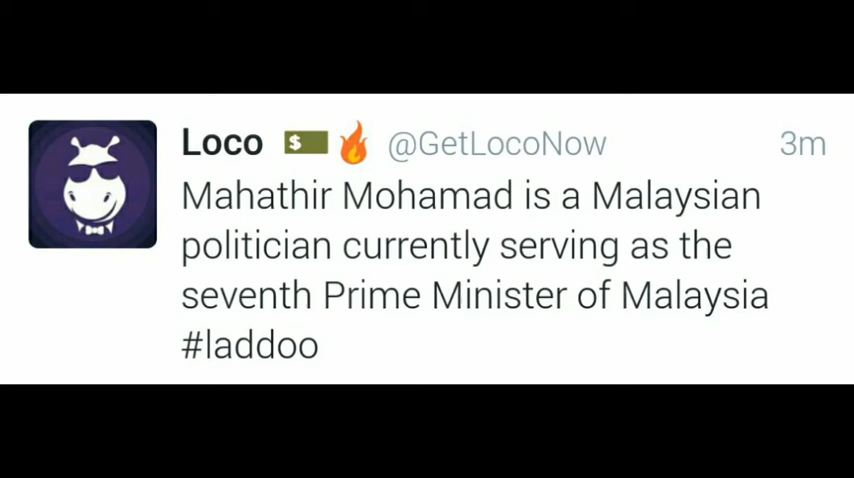 Loco 💵🔥 @GetLocoNow 3m
Mahathir Mohamad is a Malaysian
politician currently serving as the
seventh Prime Minister of Malaysia
#laddoo